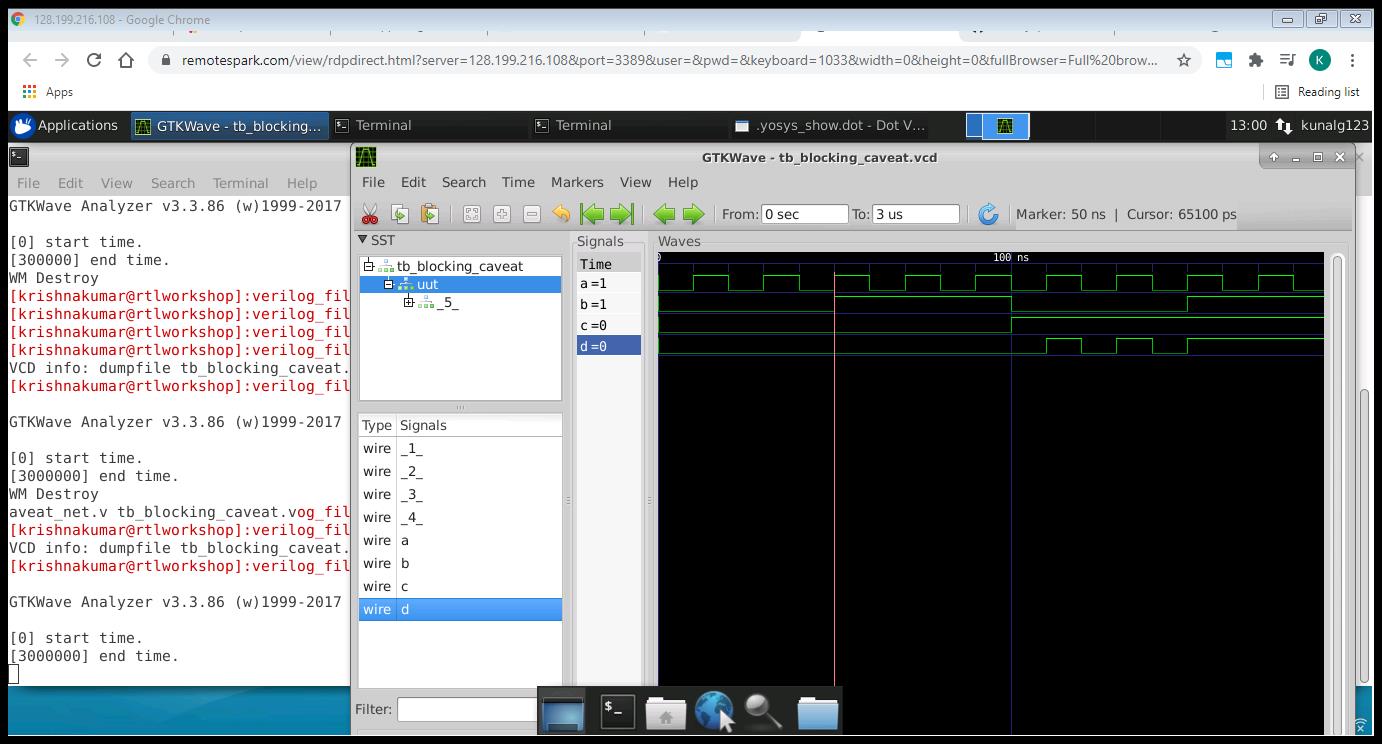 128.199.216.108 - Google Chrome
remotespark.com/view/rdpdirect.html?server=128.199.216.108&port=3389&user=&pwd=&keyboard=1033&width=0&height=0&fullBrowser=Full%20brow...
K
Apps
Reading list
Applications
GTKWave - tb_blocking...
Terminal
Terminal
.yosys_show.dot - Dot V...
13:00
kunalg123
File Edit View Search Terminal Help
GTKWave Analyzer v3.3.86 (w)1999-2017
[0] start time.
[300000] end time.
WM Destroy
[krishnakumar@rtlworkshop]:verilog_fil
[krishnakumar@rtlworkshop]:verilog_fil
[krishnakumar@rtlworkshop]:verilog_fil
[krishnakumar@rtlworkshop]:verilog_fil
VCD info: dumpfile tb_blocking_caveat.
[krishnakumar@rtlworkshop]:verilog_fil
GTKWave Analyzer v3.3.86 (w)1999-2017
[0] start time.
[3000000] end time.
WM Destroy
aveat_net.v tb_blocking_caveat.vog_fil
[krishnakumar@rtlworkshop]:verilog_fil
VCD info: dumpfile tb_blocking_caveat.
[krishnakumar@rtlworkshop]:verilog_fil
GTKWave Analyzer v3.3.86 (w)1999-2017
[0] start time.
[3000000] end time.
GTKWave - tb_blocking_caveat.vcd
File Edit Search Time Markers View Help
From: 0 sec To: 3 us Marker: 50 ns | Cursor: 65100 ps
SST
tb_blocking_caveat
uut
_5_
Type Signals
wire _1_
wire _2_
wire _3_
wire _4_
wire a
wire b
wire c
wire d
Filter:
Signals
Time
a=1
b=1
c=0
d=0
Waves
0 100 ns